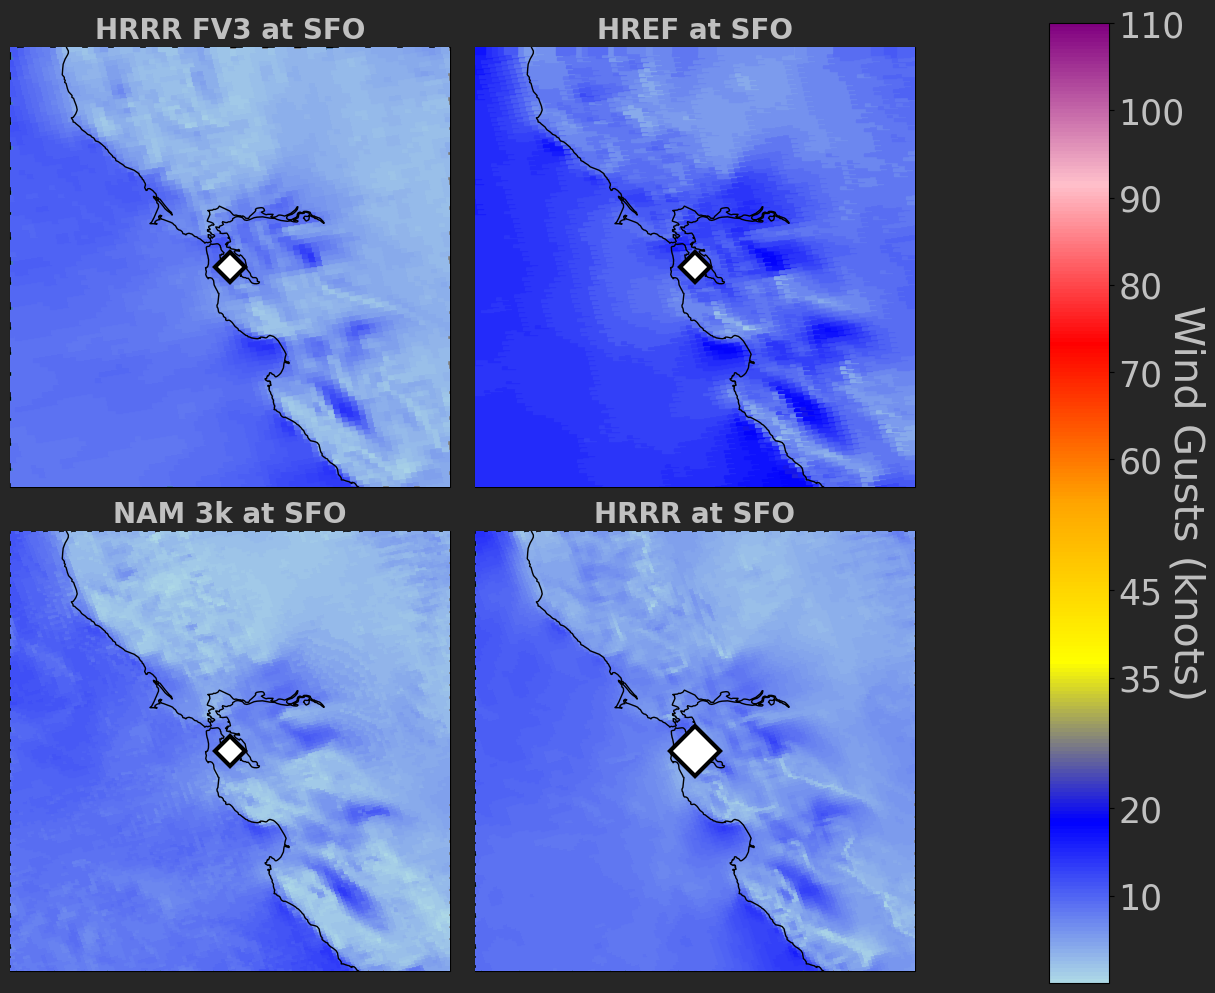 HRRR FV3 at SFO
HREF at SFO
NAM 3k at SFO
HRRR at SFO
110
100
90
80
70
60
45
35
20
10
Wind Gusts (knots)